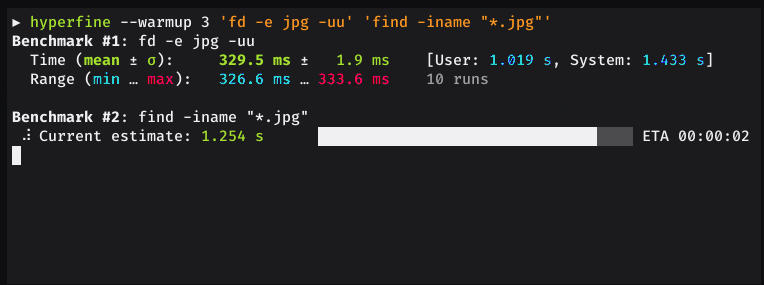 ► hyperfine --warmup 3 'fd -e jpg -uu' 'find -iname "*.jpg"'
Benchmark #1: fd -e jpg -uu
Time (mean ± σ): 329.5 ms ± 1.9 ms [User: 1.019 s, System: 1.433 s]
Range (min … max): 326.6 ms … 333.6 ms 10 runs
Benchmark #2: find -iname "*.jpg"
⠼ Current estimate: 1.254 s ETA 00:00:02